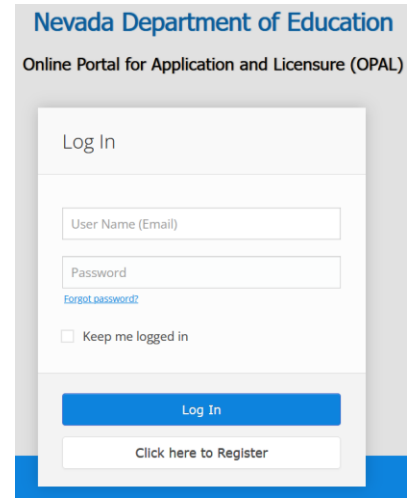 Nevada Department of Education
Online Portal for Application and Licensure (OPAL)
Log In
User Name (Email)
Password
Forgot password?
Keep me logged in
Log In
Click here to Register